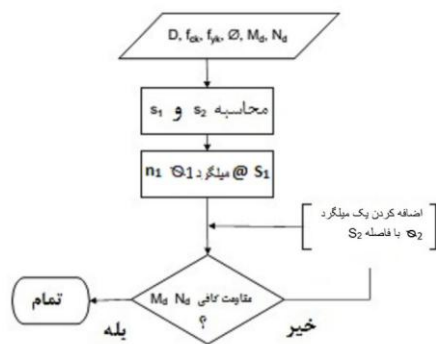 D, fck, fyk, Ø, Md, Nd
محاسبه s2 و s1
n1 Ø1 میلگرد @ S1
اضافه کردن یک میلگرد
Ø2 با فاصله S2
مقاومت کافی Md Nd
؟
تمام
بله
خیر